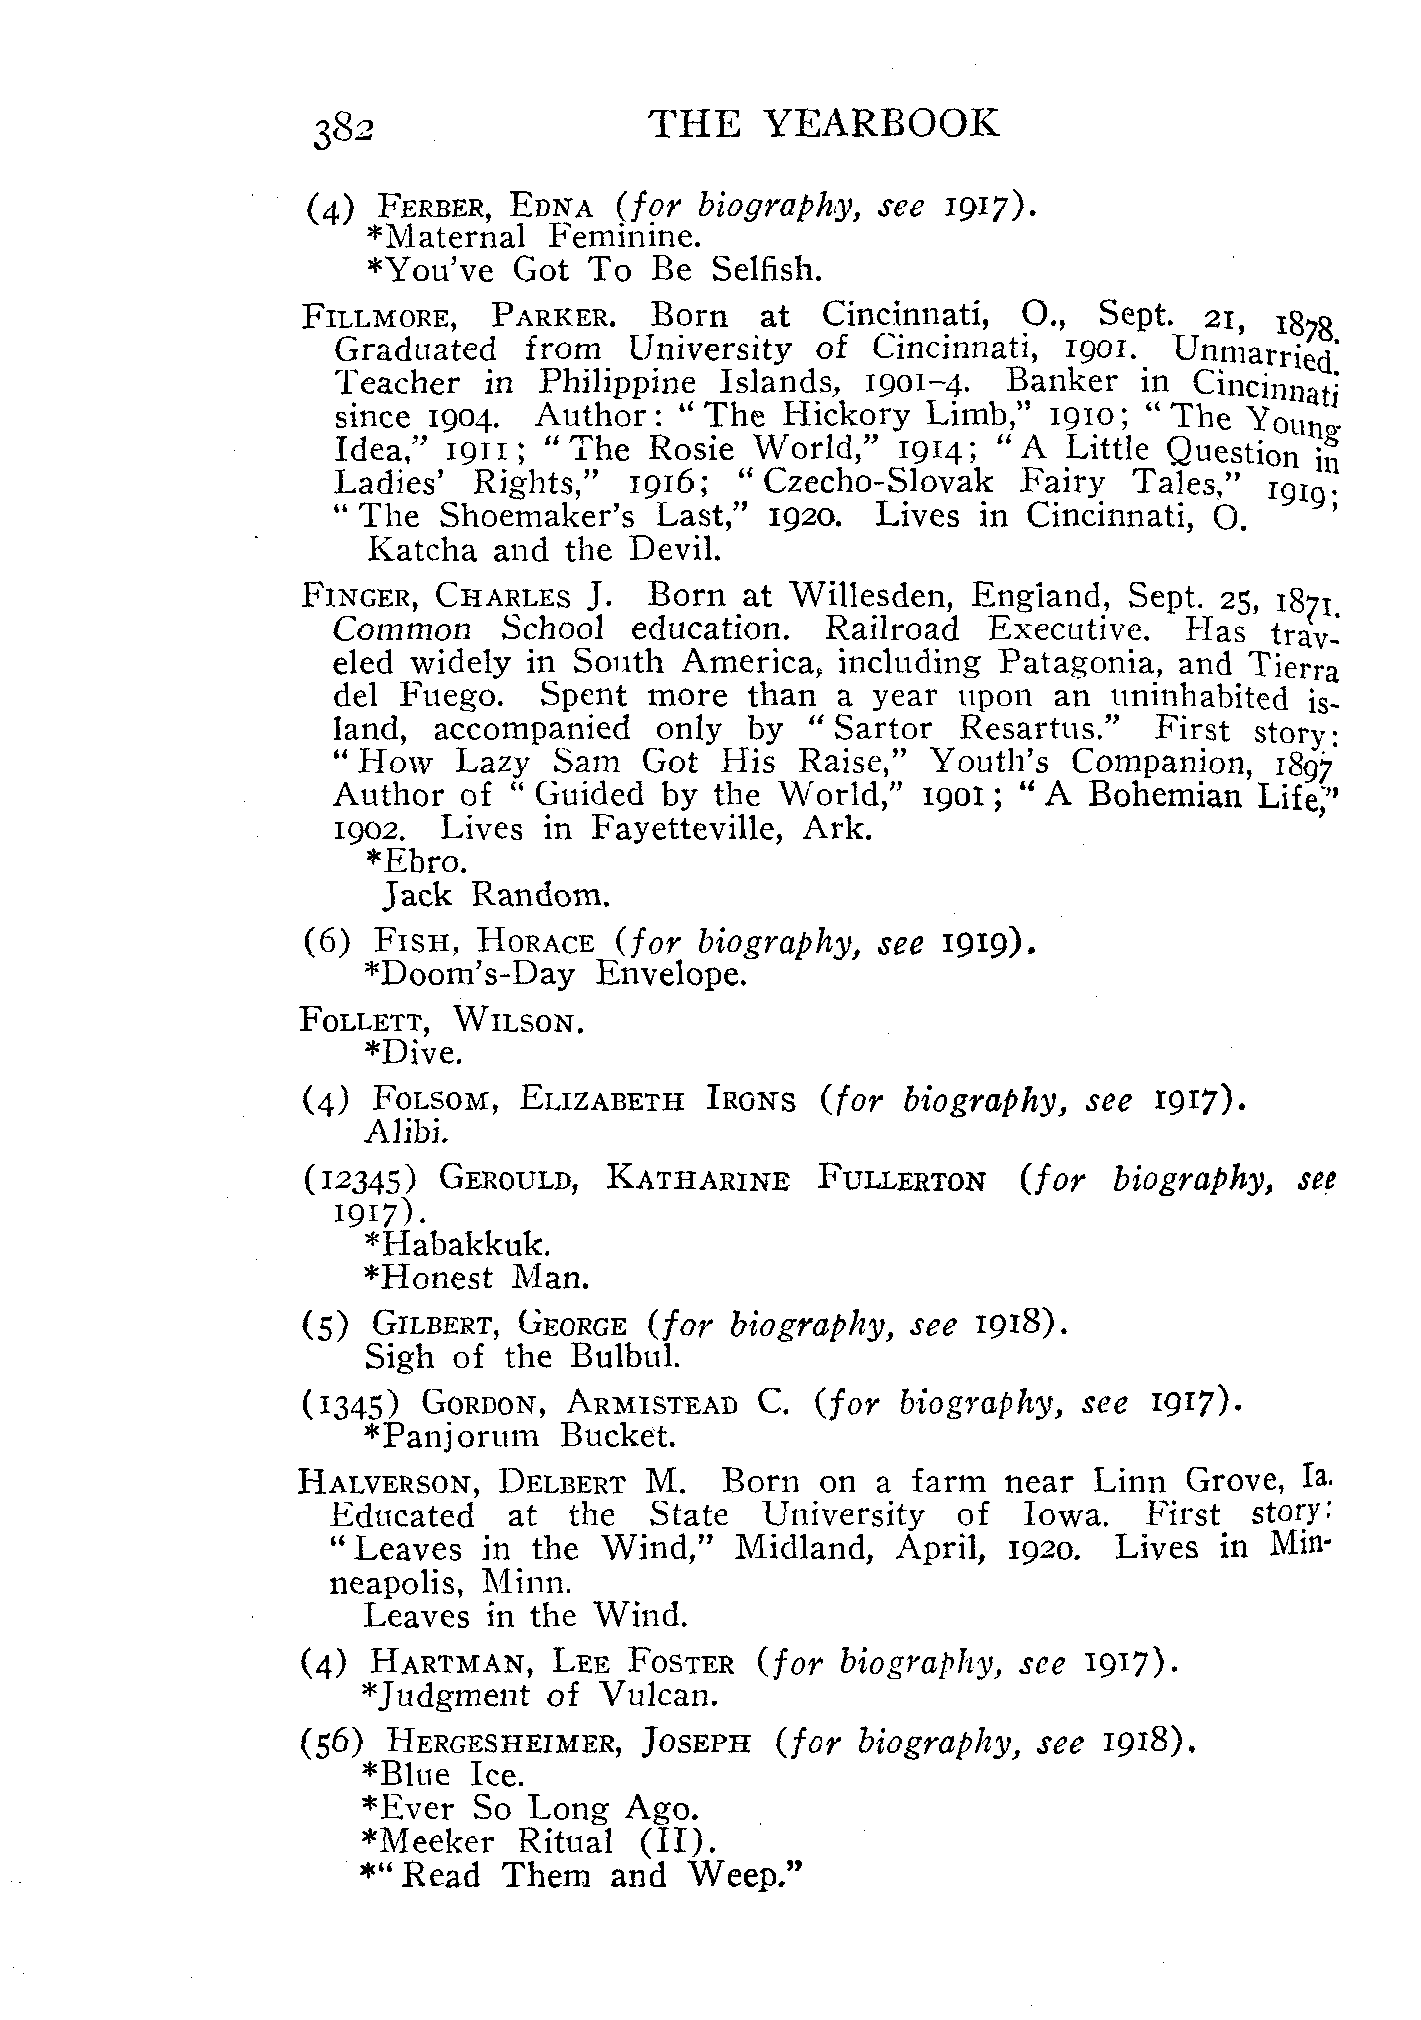 382 THE YEARBOOK
(4) FERBER, EDNA (for biography, see 1917).
*Maternal Feminine.
*You've Got To Be Selfish.
FILLMORE, PARKER. Born at Cincinnati, O., Sept. 21, 1878.
Graduated from University of Cincinnati, 1901. Unmarried.
Teacher in Philippine Islands, 1901-4. Banker in Cincinnati
since 1904. Author: "The Hickory Limb," 1910; "The Young
Idea," 1911; "The Rosie World," 1914; "A Little Question in
Ladies' Rights," 1916; "Czecho-Slovak Fairy Tales," 1919;
"The Shoemaker's Last," 1920. Lives in Cincinnati, O.
Katcha and the Devil.
FINGER, CHARLES J. Born at Willesden, England, Sept. 25, 1871.
Common School education. Railroad Executive. Has trav-
eled widely in South America, including Patagonia, and Tierra
del Fuego. Spent more than a year upon an uninhabited is-
land, accompanied only by "Sartor Resartus." First story:
"How Lazy Sam Got His Raise," Youth's Companion, 1897
Author of "Guided by the World," 1901; "A Bohemian Life,"
1902. Lives in Fayetteville, Ark.
*Ebro.
Jack Random.
(6) FISH, HORACE (for biography, see 1919).
*Doom's-Day Envelope.
FOLLETT, WILSON.
*Dive.
(4) FOLSOM, ELIZABETH IRONS (for biography, see 1917).
Alibi.
(12345) GEROULD, KATHARINE FULLERTON (for biography, see
1917).
*Habakkuk.
*Honest Man.
(5) GILBERT, GEORGE (for biography, see 1918).
Sigh of the Bulbul.
(1345) GORDON, ARMISTEAD C. (for biography, see 1917).
*Panjorum Bucket.
HALVERSON, DELBERT M. Born on a farm near Linn Grove, Ia.
Educated at the State University of Iowa. First story:
"Leaves in the Wind," Midland, April, 1920. Lives in Min-
neapolis, Minn.
Leaves in the Wind.
(4) HARTMAN, LEE FOSTER (for biography, see 1917).
*Judgment of Vulcan.
(56) HERGESHEIMER, JOSEPH (for biography, see 1918).
*Blue Ice.
*Ever So Long Ago.
*Meeker Ritual (II).
*"Read Them and Weep."